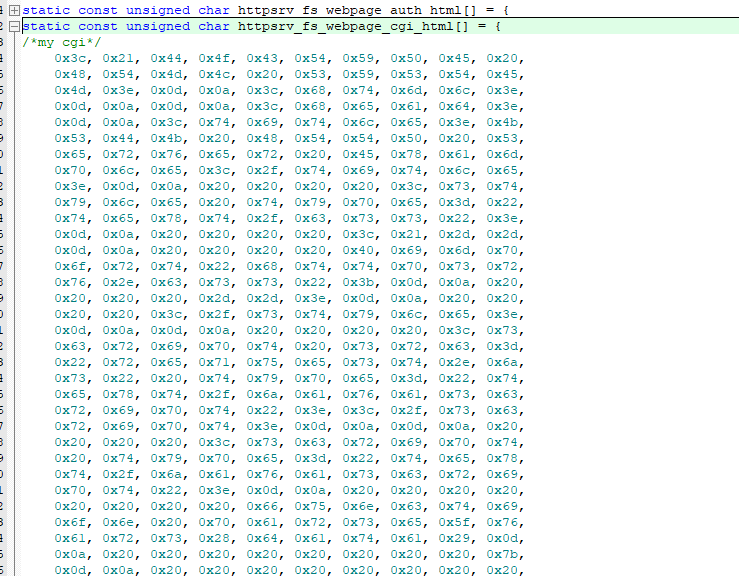 static const unsigned char httpsrv_fs_webpage_auth_html[] = {
static const unsigned char httpsrv_fs_webpage_cgi_html[] = {
/*my cgi*/
0x3c, 0x21, 0x44, 0x4f, 0x43, 0x54, 0x59, 0x50, 0x45, 0x20,
0x48, 0x54, 0x4d, 0x4c, 0x20, 0x53, 0x59, 0x53, 0x54, 0x45,
0x4d, 0x3e, 0x0d, 0x0a, 0x3c, 0x68, 0x74, 0x6d, 0x6c, 0x3e,
0x0d, 0x0a, 0x0d, 0x0a, 0x3c, 0x68, 0x65, 0x61, 0x64, 0x3e,
0x0d, 0x0a, 0x3c, 0x74, 0x69, 0x74, 0x6c, 0x65, 0x3e, 0x4b,
0x53, 0x44, 0x4b, 0x20, 0x48, 0x54, 0x54, 0x50, 0x20, 0x53,
0x65, 0x72, 0x76, 0x65, 0x72, 0x20, 0x45, 0x78, 0x61, 0x6d,
0x70, 0x6c, 0x65, 0x3c, 0x2f, 0x74, 0x69, 0x74, 0x6c, 0x65,
0x3e, 0x0d, 0x0a, 0x20, 0x20, 0x20, 0x20, 0x3c, 0x73, 0x74,
0x79, 0x6c, 0x65, 0x20, 0x74, 0x79, 0x70, 0x65, 0x3d, 0x22,
0x74, 0x65, 0x78, 0x74, 0x2f, 0x63, 0x73, 0x73, 0x22, 0x3e,
0x0d, 0x0a, 0x20, 0x20, 0x20, 0x20, 0x3c, 0x21, 0x2d, 0x2d,
0x0d, 0x0a, 0x20, 0x20, 0x20, 0x20, 0x40, 0x69, 0x6d, 0x70,
0x6f, 0x72, 0x74, 0x22, 0x68, 0x74, 0x74, 0x70, 0x73, 0x72,
0x76, 0x2e, 0x63, 0x73, 0x73, 0x22, 0x3b, 0x0d, 0x0a, 0x20,
0x20, 0x20, 0x20, 0x2d, 0x2d, 0x3e, 0x0d, 0x0a, 0x20, 0x20,
0x20, 0x20, 0x3c, 0x2f, 0x73, 0x74, 0x79, 0x6c, 0x65, 0x3e,
0x0d, 0x0a, 0x0d, 0x0a, 0x20, 0x20, 0x20, 0x20, 0x3c, 0x73,
0x63, 0x72, 0x69, 0x70, 0x74, 0x20, 0x73, 0x72, 0x63, 0x3d,
0x22, 0x72, 0x65, 0x71, 0x75, 0x65, 0x73, 0x74, 0x2e, 0x6a,
0x73, 0x22, 0x20, 0x74, 0x79, 0x70, 0x65, 0x3d, 0x22, 0x74,
0x65, 0x78, 0x74, 0x2f, 0x6a, 0x61, 0x76, 0x61, 0x73, 0x63,
0x72, 0x69, 0x70, 0x74, 0x22, 0x3e, 0x3c, 0x2f, 0x73, 0x63,
0x72, 0x69, 0x70, 0x74, 0x3e, 0x0d, 0x0a, 0x0d, 0x0a, 0x20,
0x20, 0x20, 0x20, 0x3c, 0x73, 0x63, 0x72, 0x69, 0x70, 0x74,
0x20, 0x74, 0x79, 0x70, 0x65, 0x3d, 0x22, 0x74, 0x65, 0x78,
0x74, 0x2f, 0x6a, 0x61, 0x76, 0x61, 0x73, 0x63, 0x72, 0x69,
0x70, 0x74, 0x22, 0x3e, 0x0d, 0x0a, 0x20, 0x20, 0x20, 0x20,
0x20, 0x20, 0x20, 0x20, 0x66, 0x75, 0x6e, 0x63, 0x74, 0x69,
0x6f, 0x6e, 0x20, 0x70, 0x61, 0x72, 0x73, 0x65, 0x5f, 0x76,
0x61, 0x72, 0x73, 0x28, 0x64, 0x61, 0x74, 0x61, 0x29, 0x0d,
0x0a, 0x20, 0x20, 0x20, 0x20, 0x20, 0x20, 0x20, 0x20, 0x7b,
0x0d, 0x0a, 0x20, 0x20, 0x20, 0x20, 0x20, 0x20, 0x20, 0x20,